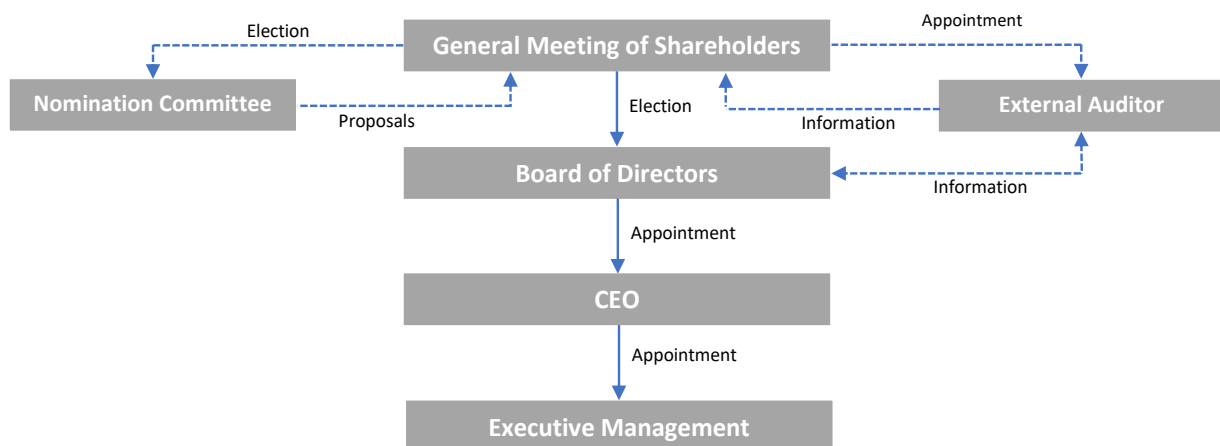 Election
General Meeting of Shareholders
Appointment
Nomination Committee
Proposals
Election
Information
External Auditor
Board of Directors
Information
Appointment
CEO
Appointment
Executive Management